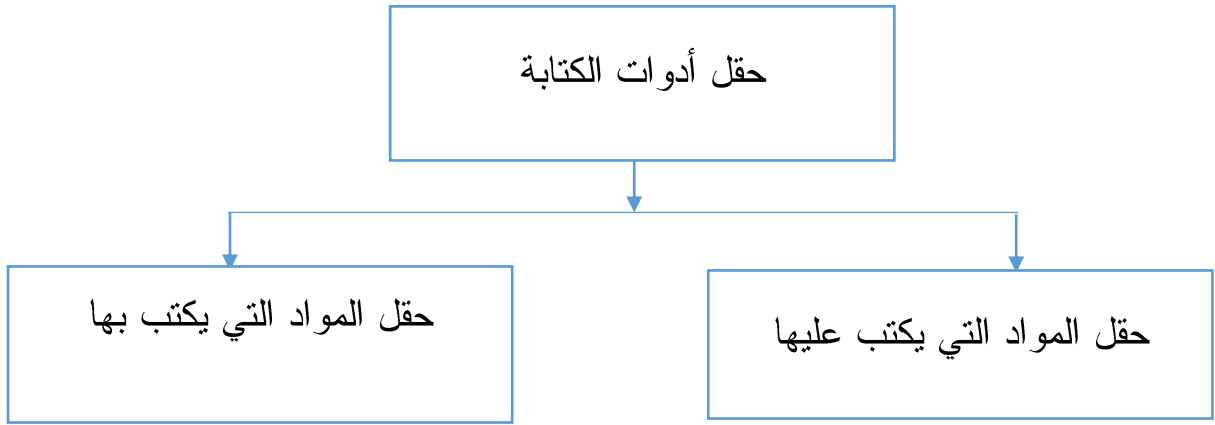 حقل أدوات الكتابة
حقل المواد التي يكتب عليها
حقل المواد التي يكتب بها